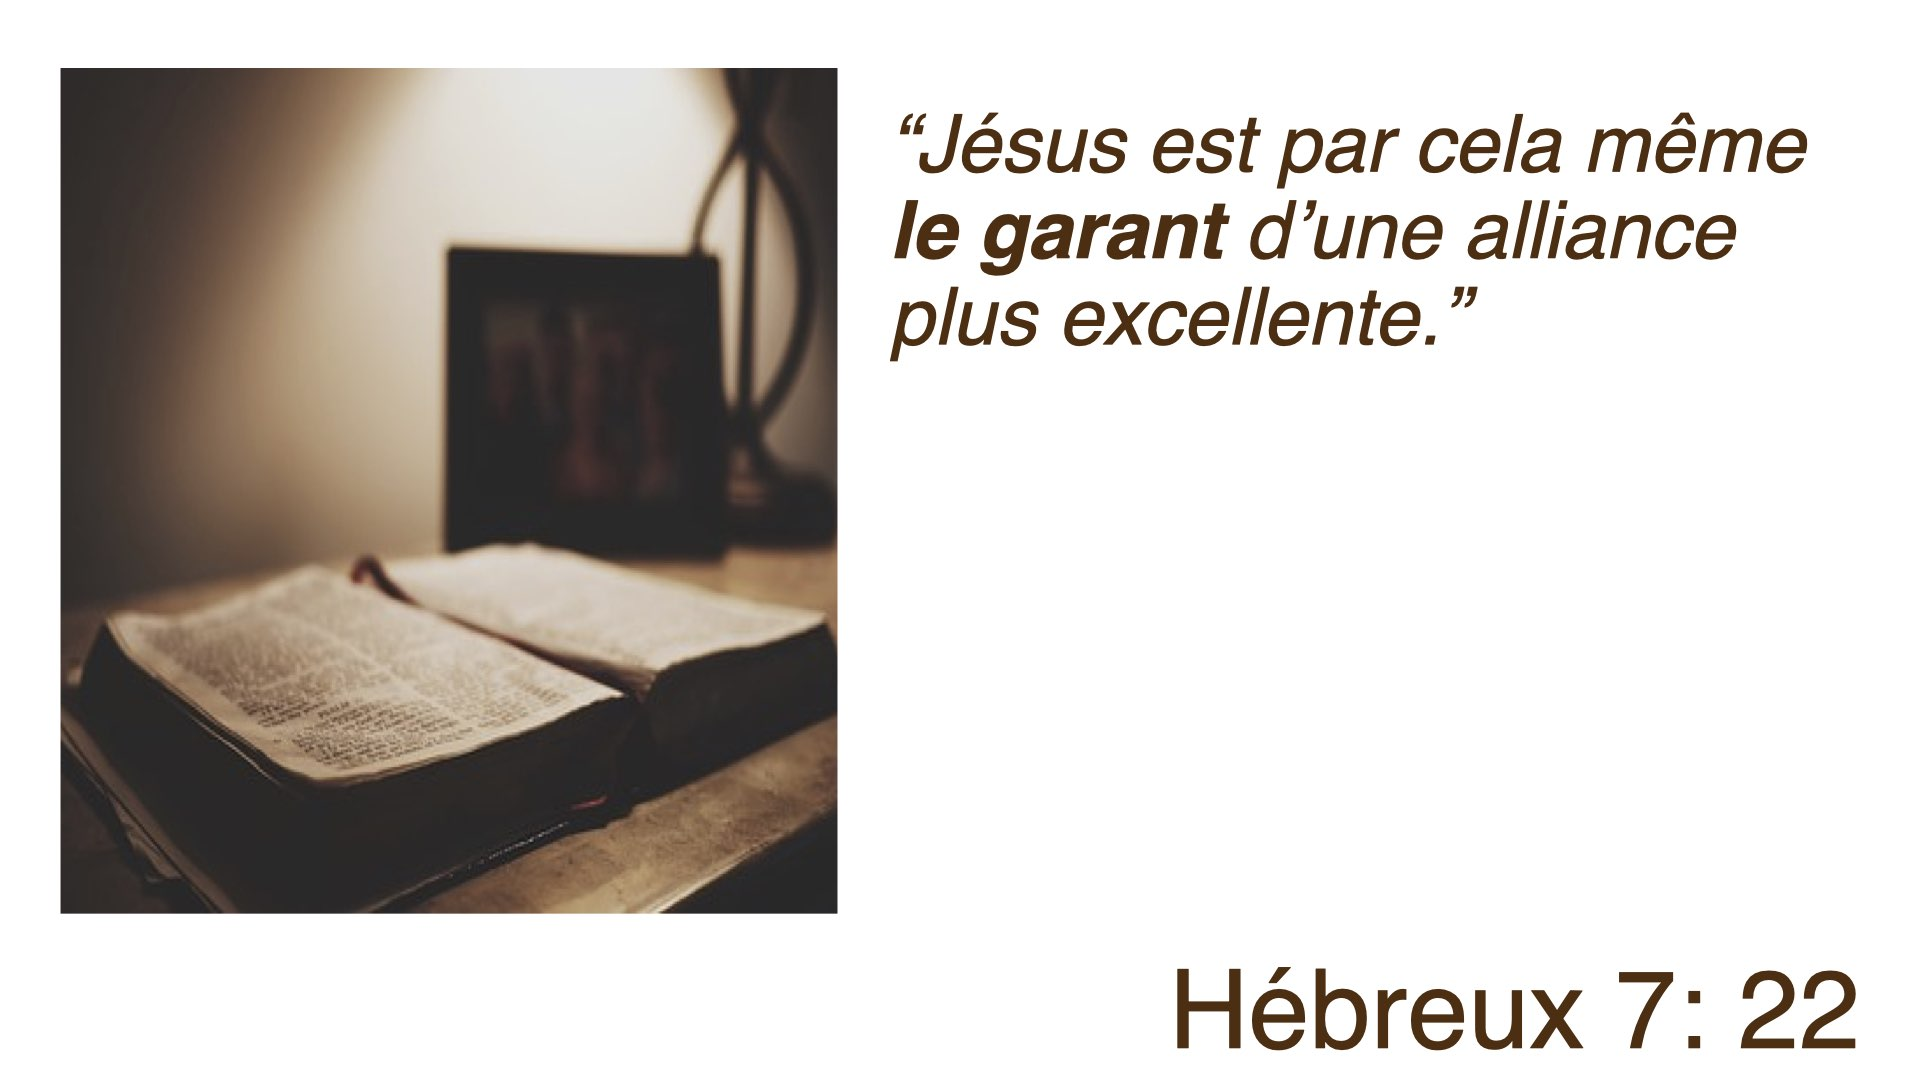 “Jésus est par cela même
le garant d’une alliance
plus excellente.”
Hébreux 7: 22